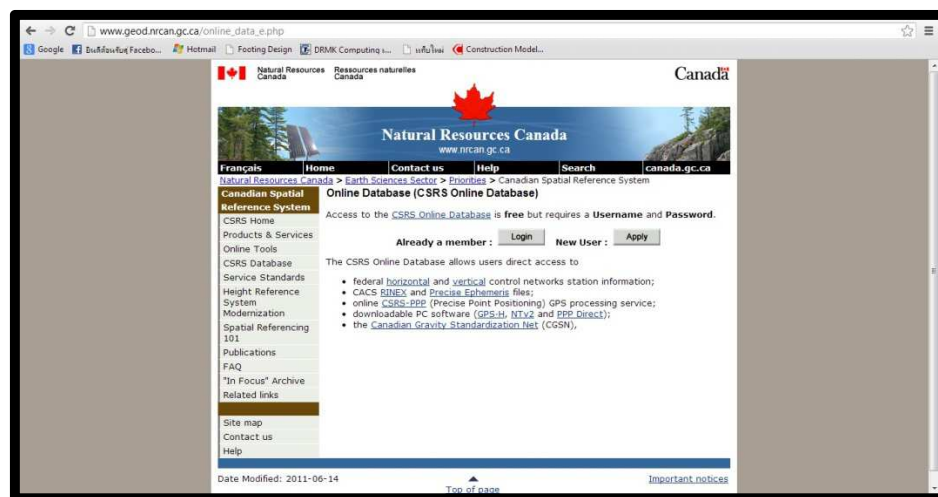 www.geod.nrcan.gc.ca/online_data_e.php
Google Facebo... Hotmail Footing Design DRMK Computing แ... แท็บใหม่ Construction Model...
Natural Resources Canada Ressources naturelles Canada Canada
Natural Resources Canada
www.nrcan.gc.ca
Français Home Contact us Help Search canada.gc.ca
Natural Resources Canada > Earth Sciences Sector > Priorities > Canadian Spatial Reference System
Canadian Spatial Reference System
CSRS Home
Products & Services
Online Tools
CSRS Database
Service Standards
Height Reference
System
Modernization
Spatial Referencing
101
Publications
FAQ
"In Focus" Archive
Related links
Site map
Contact us
Help
Online Database (CSRS Online Database)
Access to the CSRS Online Database is free but requires a Username and Password.
Already a member : Login New User : Apply
The CSRS Online Database allows users direct access to
• federal horizontal and vertical control networks station information;
• CACS RINEX and Precise Ephemeris files;
• online CSRS-PPP (Precise Point Positioning) GPS processing service;
• downloadable PC software (GPS-H, NTv2 and PPP Direct);
• the Canadian Gravity Standardization Net (CGSN),
Date Modified: 2011-06-14 Top of page Important notices